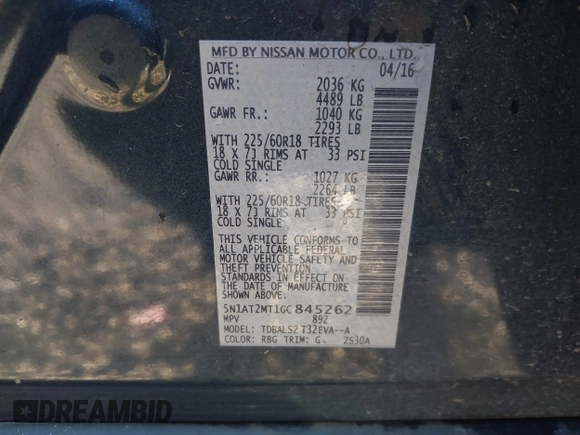 MFD BY NISSAN MOTOR CO., LTD.
DATE: 04/16
GVWR: 2036 KG
4489 LB
GAWR FR.: 1040 KG
2293 LB
WITH 225/60R18 TIRES
18 X 7J RIMS AT 33 PSI
COLD SINGLE
GAWR RR.: 1027 KG
2264 LB
WITH 225/60R18 TIRES
18 X 7J RIMS AT 33 PSI
COLD SINGLE
THIS VEHICLE CONFORMS TO
ALL APPLICABLE FEDERAL
MOTOR VEHICLE SAFETY AND
THEFT PREVENTION
STANDARDS IN EFFECT ON
THE DATE OF MANUFACTURE
SHOWN ABOVE.
5N1AT2MT1GC845262
MPV 892
MODEL: TDBALS2 T32EVA--A
COLOR: RBG TRIM: G 2S30A
DREAMBID